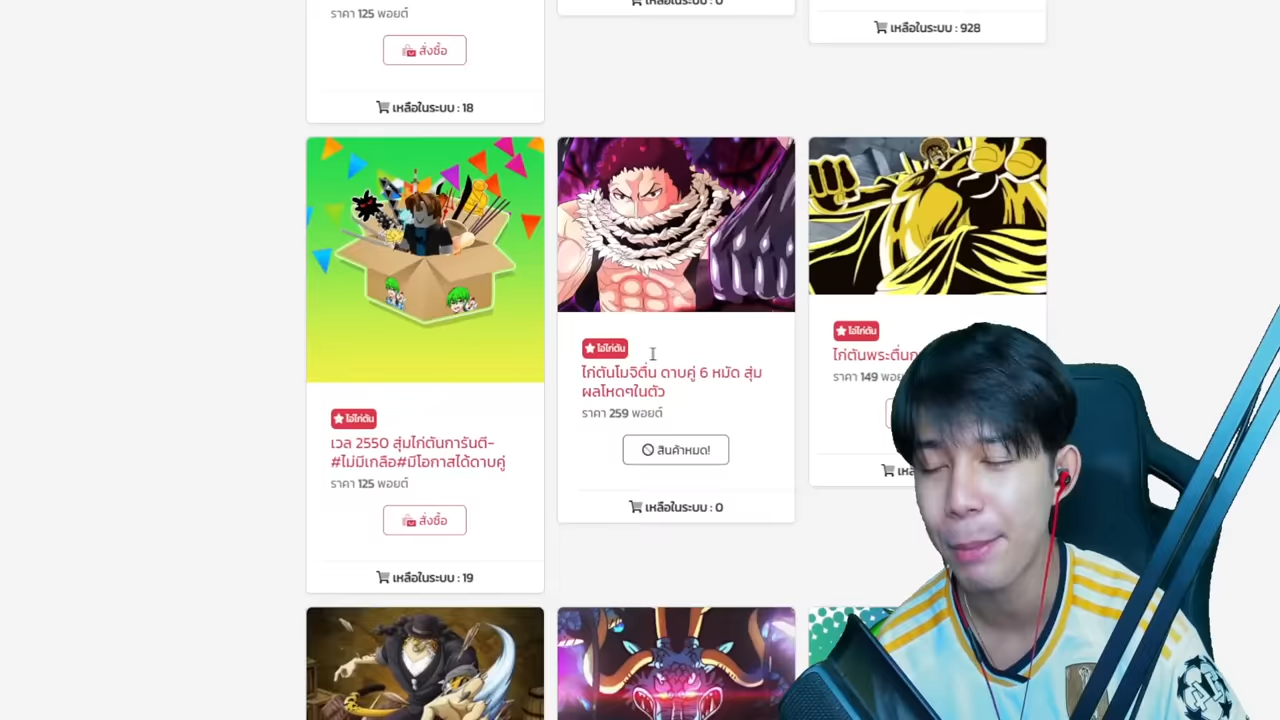 ราคา 125 พอยต์
สั่งซื้อ
เหลือในระบบ : 18
เหลือในระบบ : 0
เหลือในระบบ : 928
ไอ่ไก่ตัน
เวล 2550 สุ่มไก่ตันการันตี-
#ไม่มีเกลือ#มีโอกาสได้ดาบคู่
ราคา 125 พอยต์
สั่งซื้อ
เหลือในระบบ : 19
ไอ่ไก่ตัน
ไก่ตันโมจิตื่น ดาบคู่ 6 หมัด สุ่ม
ผลโหดๆในตัว
ราคา 259 พอยต์
สินค้าหมด!
เหลือในระบบ : 0
ไอ่ไก่ตัน
ไก่ตันพระตื่น
ราคา 149